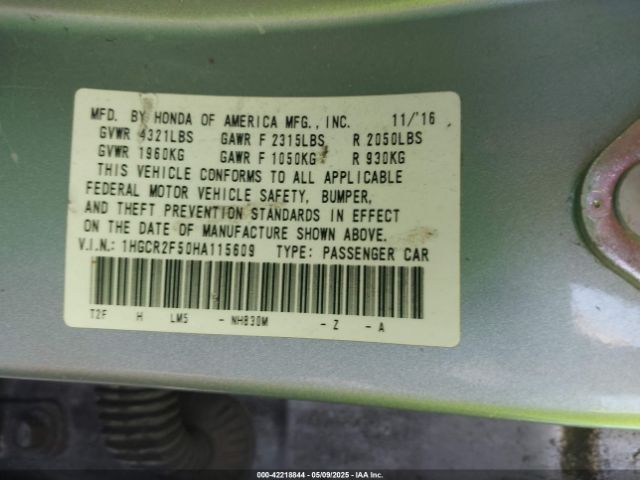 MFD. BY HONDA OF AMERICA MFG., INC. 11/'16
GVWR 4321LBS GAWR F 2315LBS R 2050LBS
GVWR 1960KG GAWR F 1050KG R 930KG
THIS VEHICLE CONFORMS TO ALL APPLICABLE
FEDERAL MOTOR VEHICLE SAFETY, BUMPER,
AND THEFT PREVENTION STANDARDS IN EFFECT
ON THE DATE OF MANUFACTURE SHOWN ABOVE.
V.I.N.: 1HGCR2F50HA115609 TYPE: PASSENGER CAR
T2F H LM5 - NH830M - Z - A
000-42218844 | 05/09/2025 | IAA Inc.